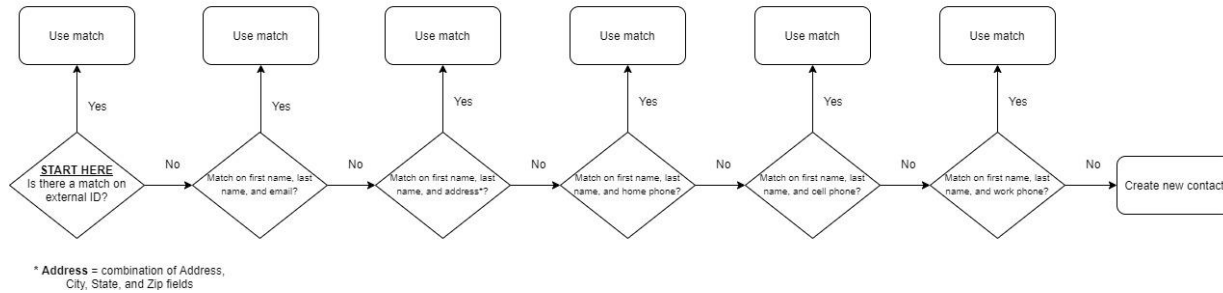 Use match
Use match
Use match
Use match
Use match
Use match
Yes
Yes
Yes
Yes
Yes
Yes
START HERE
Is there a match on
external ID?
No
Match on first name, last
name, and email?
No
Match on first name, last
name, and address*?
No
Match on first name, last
name, and home phone?
No
Match on first name, last
name, and cell phone?
No
Match on first name, last
name, and work phone?
No
Create new contact
* Address = combination of Address,
City, State, and Zip fields